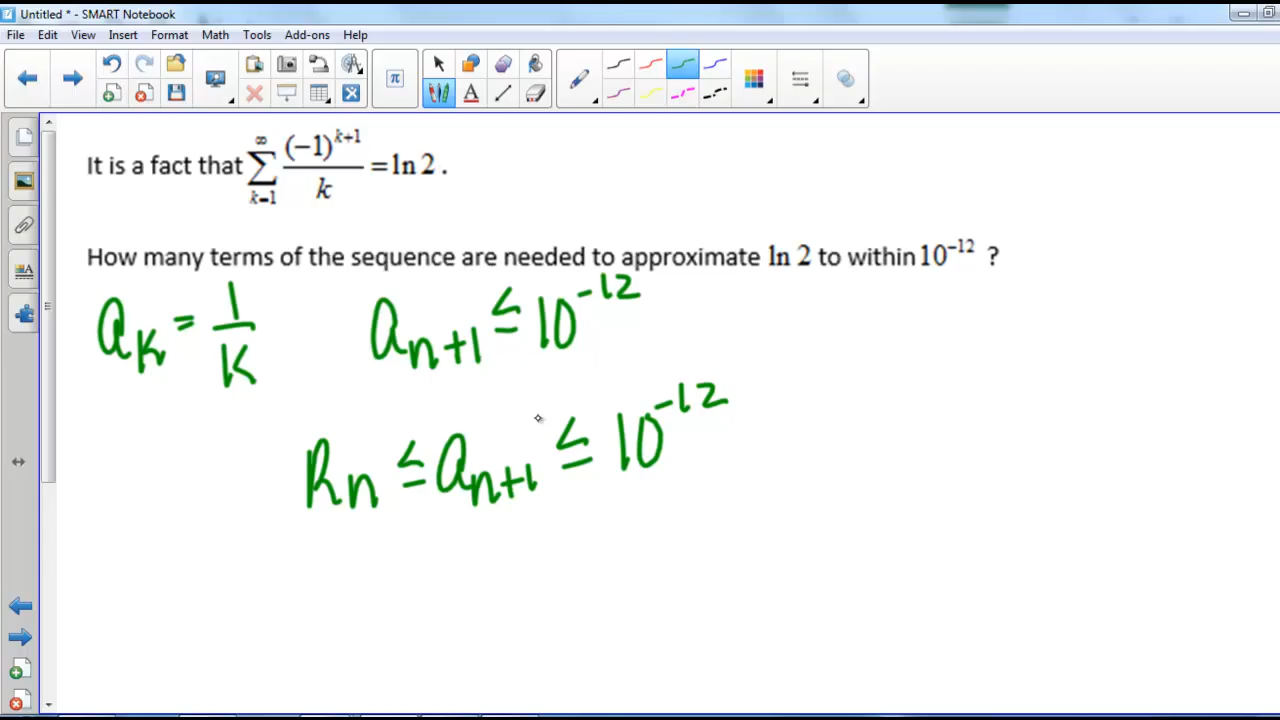 Untitled * - SMART Notebook
File Edit View Insert Format Math Tools Add-ons Help
π
A
It is a fact that ∑_{k=1}^{∞} (−1)^{k+1}/k = ln 2 .
How many terms of the sequence are needed to approximate ln 2 to within 10^{−12} ?
a_K = 1/K a_{n+1} ≤ 10^{-12}
R_n ≤ a_{n+1} ≤ 10^{-12}